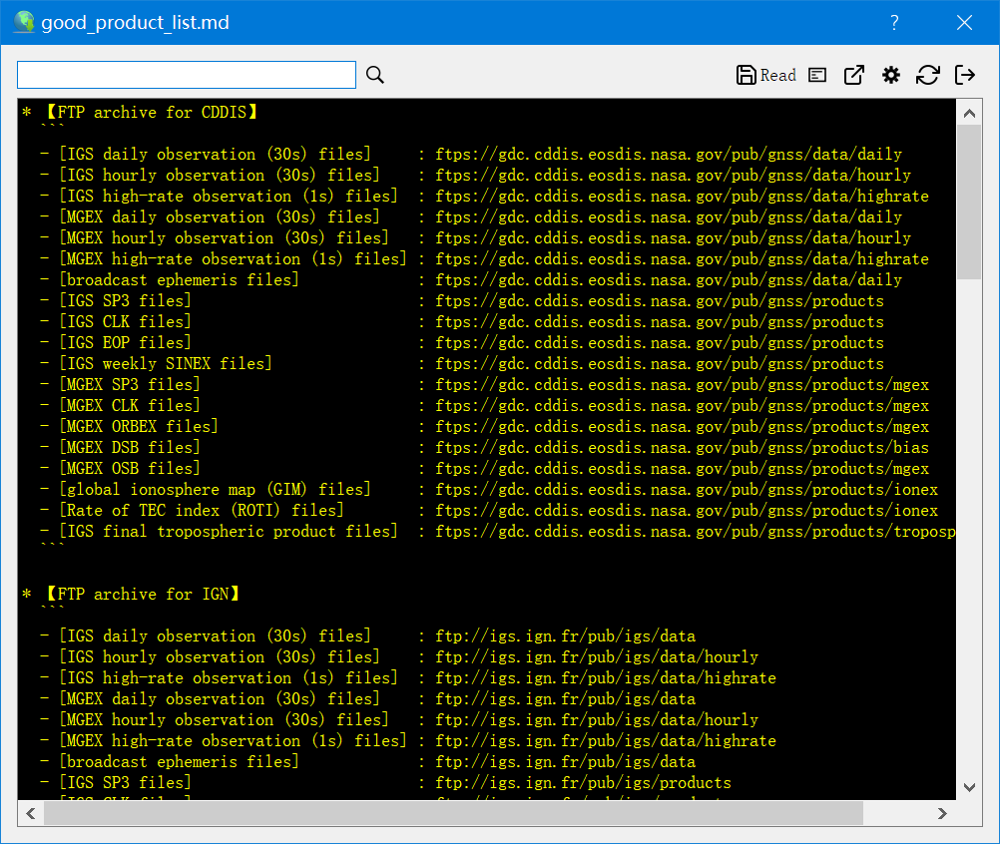 good_product_list.md
?
Read
* 【FTP archive for CDDIS】
```
- [IGS daily observation (30s) files] : ftps://gdc.cddis.eosdis.nasa.gov/pub/gnss/data/daily
- [IGS hourly observation (30s) files] : ftps://gdc.cddis.eosdis.nasa.gov/pub/gnss/data/hourly
- [IGS high-rate observation (1s) files] : ftps://gdc.cddis.eosdis.nasa.gov/pub/gnss/data/highrate
- [MGEX daily observation (30s) files] : ftps://gdc.cddis.eosdis.nasa.gov/pub/gnss/data/daily
- [MGEX hourly observation (30s) files] : ftps://gdc.cddis.eosdis.nasa.gov/pub/gnss/data/hourly
- [MGEX high-rate observation (1s) files] : ftps://gdc.cddis.eosdis.nasa.gov/pub/gnss/data/highrate
- [broadcast ephemeris files] : ftps://gdc.cddis.eosdis.nasa.gov/pub/gnss/data/daily
- [IGS SP3 files] : ftps://gdc.cddis.eosdis.nasa.gov/pub/gnss/products
- [IGS CLK files] : ftps://gdc.cddis.eosdis.nasa.gov/pub/gnss/products
- [IGS EOP files] : ftps://gdc.cddis.eosdis.nasa.gov/pub/gnss/products
- [IGS weekly SINEX files] : ftps://gdc.cddis.eosdis.nasa.gov/pub/gnss/products
- [MGEX SP3 files] : ftps://gdc.cddis.eosdis.nasa.gov/pub/gnss/products/mgex
- [MGEX CLK files] : ftps://gdc.cddis.eosdis.nasa.gov/pub/gnss/products/mgex
- [MGEX ORBEX files] : ftps://gdc.cddis.eosdis.nasa.gov/pub/gnss/products/mgex
- [MGEX DSB files] : ftps://gdc.cddis.eosdis.nasa.gov/pub/gnss/products/bias
- [MGEX OSB files] : ftps://gdc.cddis.eosdis.nasa.gov/pub/gnss/products/mgex
- [global ionosphere map (GIM) files] : ftps://gdc.cddis.eosdis.nasa.gov/pub/gnss/products/ionex
- [Rate of TEC index (ROTI) files] : ftps://gdc.cddis.eosdis.nasa.gov/pub/gnss/products/ionex
- [IGS final tropospheric product files] : ftps://gdc.cddis.eosdis.nasa.gov/pub/gnss/products/troposp
```
* 【FTP archive for IGN】
```
- [IGS daily observation (30s) files] : ftp://igs.ign.fr/pub/igs/data
- [IGS hourly observation (30s) files] : ftp://igs.ign.fr/pub/igs/data/hourly
- [IGS high-rate observation (1s) files] : ftp://igs.ign.fr/pub/igs/data/highrate
- [MGEX daily observation (30s) files] : ftp://igs.ign.fr/pub/igs/data
- [MGEX hourly observation (30s) files] : ftp://igs.ign.fr/pub/igs/data/hourly
- [MGEX high-rate observation (1s) files] : ftp://igs.ign.fr/pub/igs/data/highrate
- [broadcast ephemeris files] : ftp://igs.ign.fr/pub/igs/data
- [IGS SP3 files] : ftp://igs.ign.fr/pub/igs/products